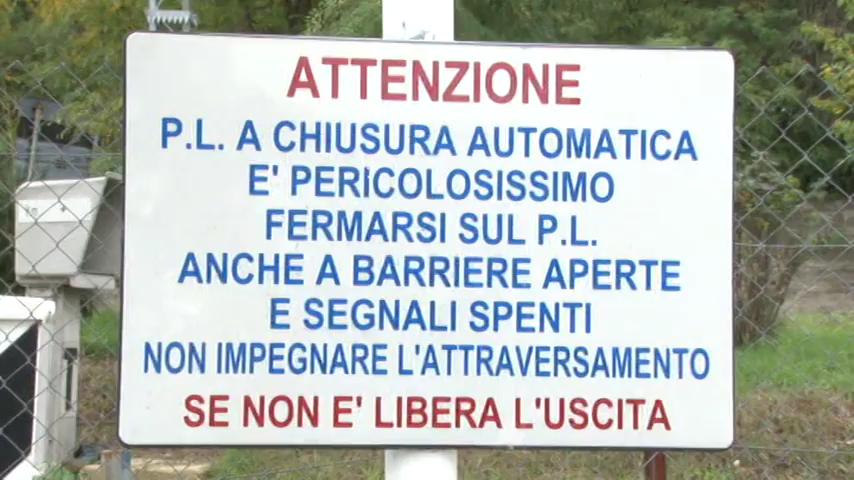 ATTENZIONE
P.L. A CHIUSURA AUTOMATICA
E' PERICOLOSISSIMO
FERMARSI SUL P.L.
ANCHE A BARRIERE APERTE
E SEGNALI SPENTI
NON IMPEGNARE L'ATTRAVERSAMENTO
SE NON E' LIBERA L'USCITA